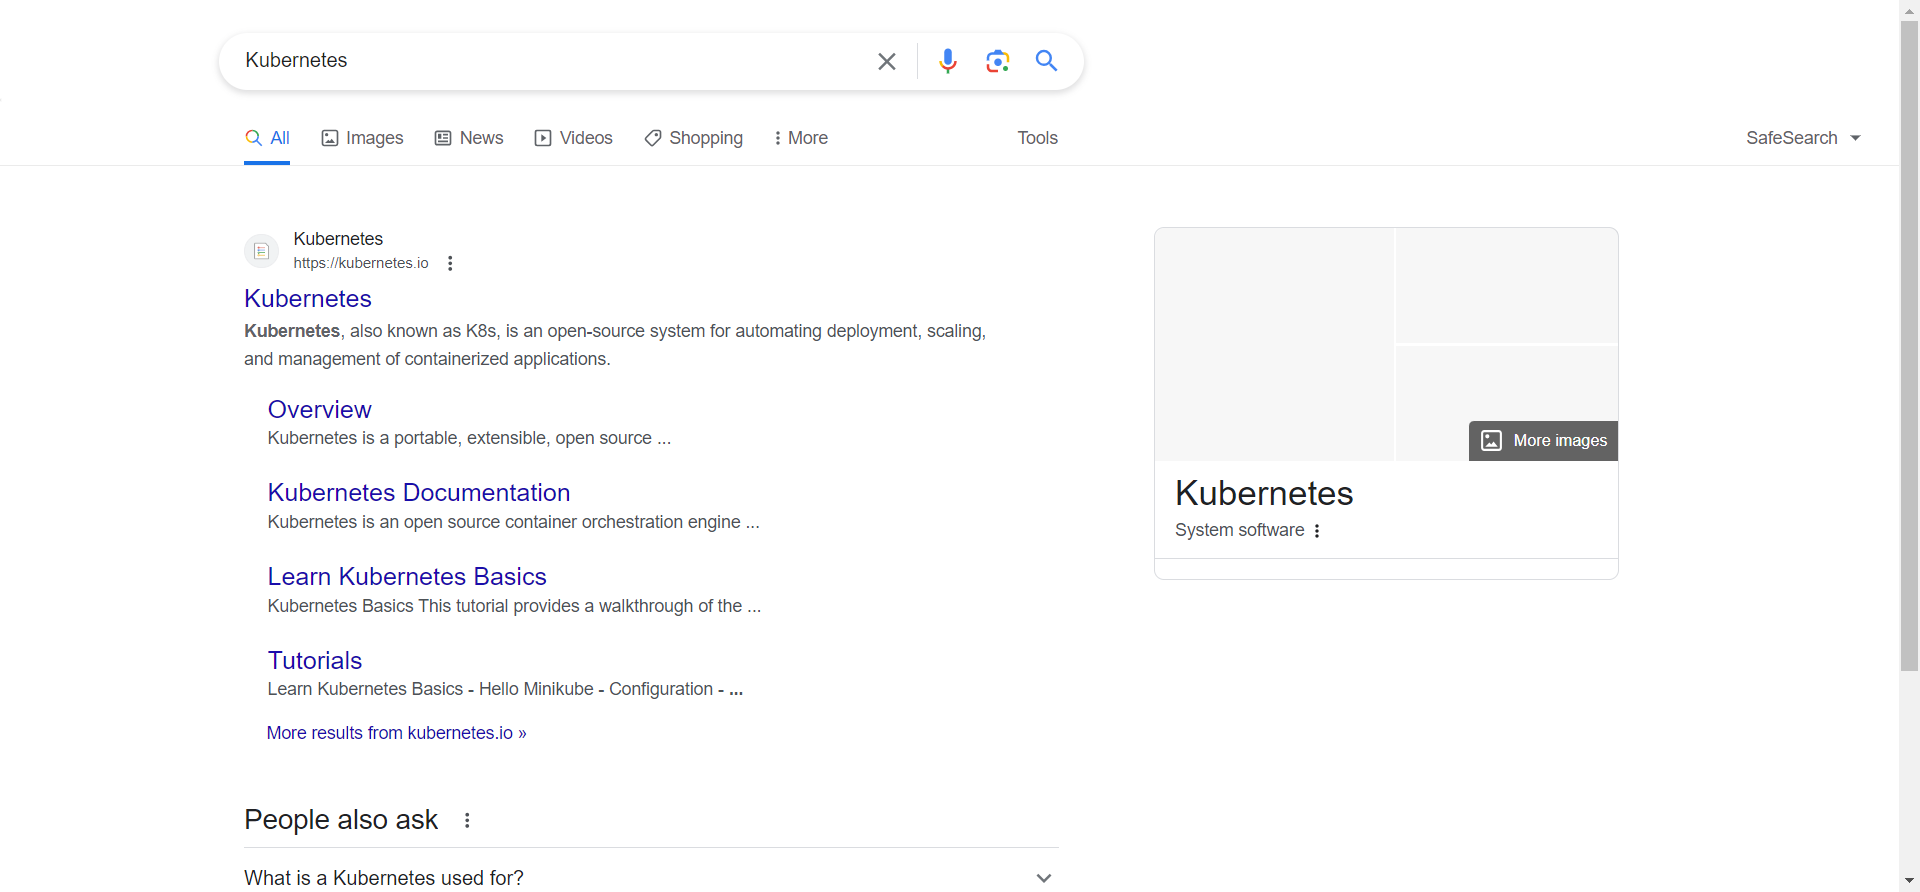 Kubernetes
All Images News Videos Shopping More Tools SafeSearch
Kubernetes
https://kubernetes.io
Kubernetes
Kubernetes, also known as K8s, is an open-source system for automating deployment, scaling,
and management of containerized applications.
Overview
Kubernetes is a portable, extensible, open source ...
Kubernetes Documentation
Kubernetes is an open source container orchestration engine ...
Learn Kubernetes Basics
Kubernetes Basics This tutorial provides a walkthrough of the ...
Tutorials
Learn Kubernetes Basics - Hello Minikube - Configuration - ...
More results from kubernetes.io »
People also ask
What is a Kubernetes used for?
More images
Kubernetes
System software